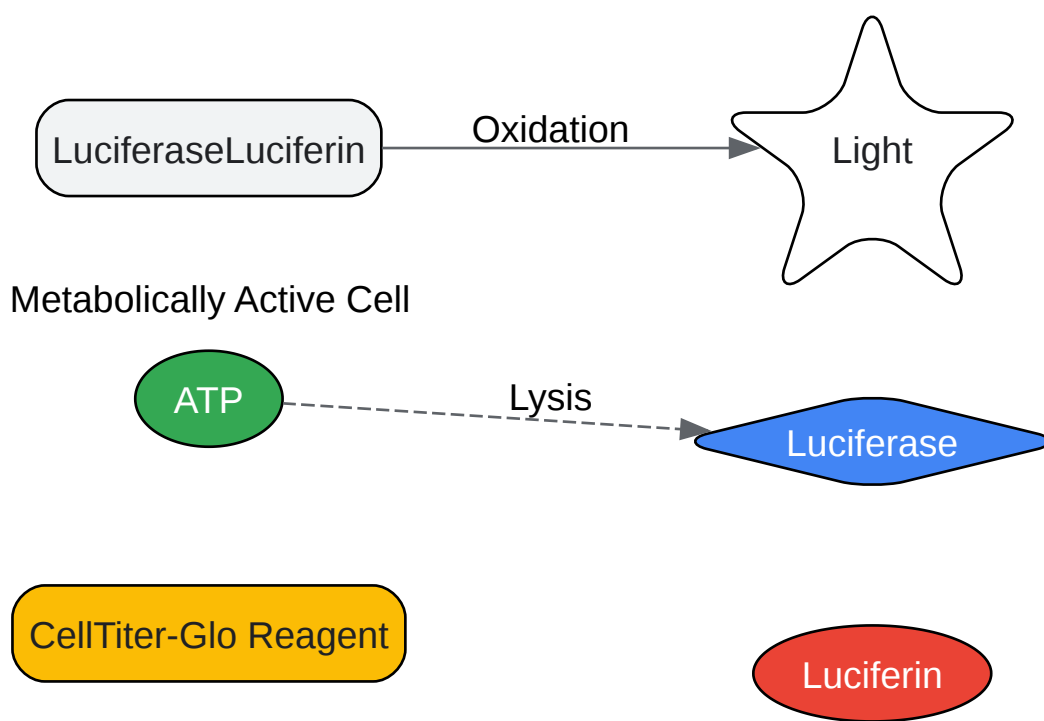 LuciferaseLuciferin
Oxidation
Light
Metabolically Active Cell
ATP
Lysis
Luciferase
CellTiter-Glo Reagent
Luciferin